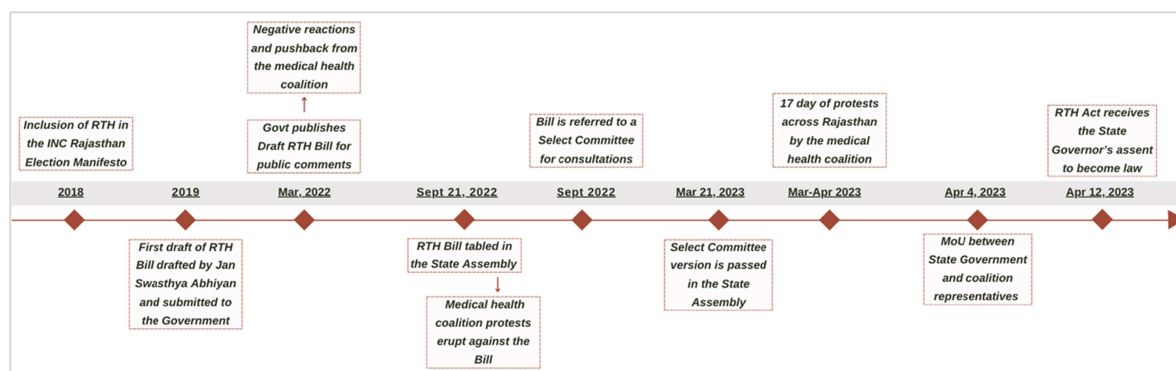 Negative reactions
and pushback from
the medical health
coalition
Inclusion of RTH in
the INC Rajasthan
Election Manifesto
Govt publishes
Draft RTH Bill for
public comments
Bill is referred to a
Select Committee
for consultations
17 day of protests
across Rajasthan
by the medical
health coalition
RTH Act receives
the State
Governor's assent
to become law
2018 2019 Mar, 2022 Sept 21, 2022 Sept 2022 Mar 21, 2023 Mar-Apr 2023 Apr 4, 2023 Apr 12, 2023
First draft of RTH
Bill drafted by Jan
Swasthya Abhiyan
and submitted to
the Government
RTH Bill tabled in
the State Assembly
Medical health
coalition protests
erupt against the
Bill
Select Committee
version is passed
in the State
Assembly
MoU between
State Government
and coalition
representatives